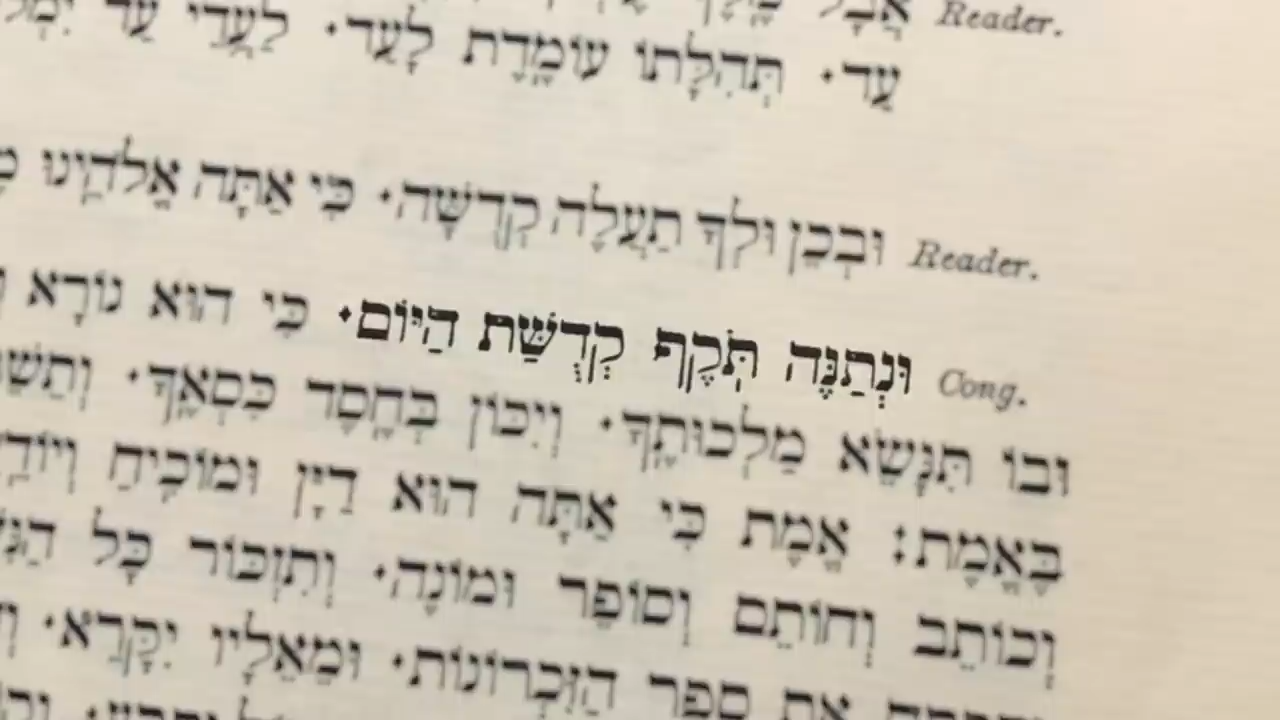 אֲבָל מֶלֶךְ Reader.
עַד · תְּהִלָּתוֹ עוֹמֶדֶת לָעַד · לַעֲדֵי עַד
וּבְכֵן וּלְךָ תַעֲלֶה קְדֻשָּׁה · כִּי אַתָּה אֱלֹהֵינוּ Reader.
וּנְתַנֶּה תֹּקֶף קְדֻשַּׁת הַיּוֹם · כִּי הוּא נוֹרָא Cong.
וּבוֹ תִּנָּשֵׂא מַלְכוּתֶךָ · וְיִכּוֹן בְּחֶסֶד כִּסְאֶךָ ·
בֶּאֱמֶת : אֱמֶת כִּי אַתָּה הוּא דַיָּן וּמוֹכִיחַ
וְכוֹתֵב וְחוֹתֵם וְסוֹפֵר וּמוֹנֶה · וְתִזְכּוֹר כָּל
אֶת סֵפֶר הַזִּכְרוֹנוֹת · וּמֵאֵלָיו יִקָּרֵא ·